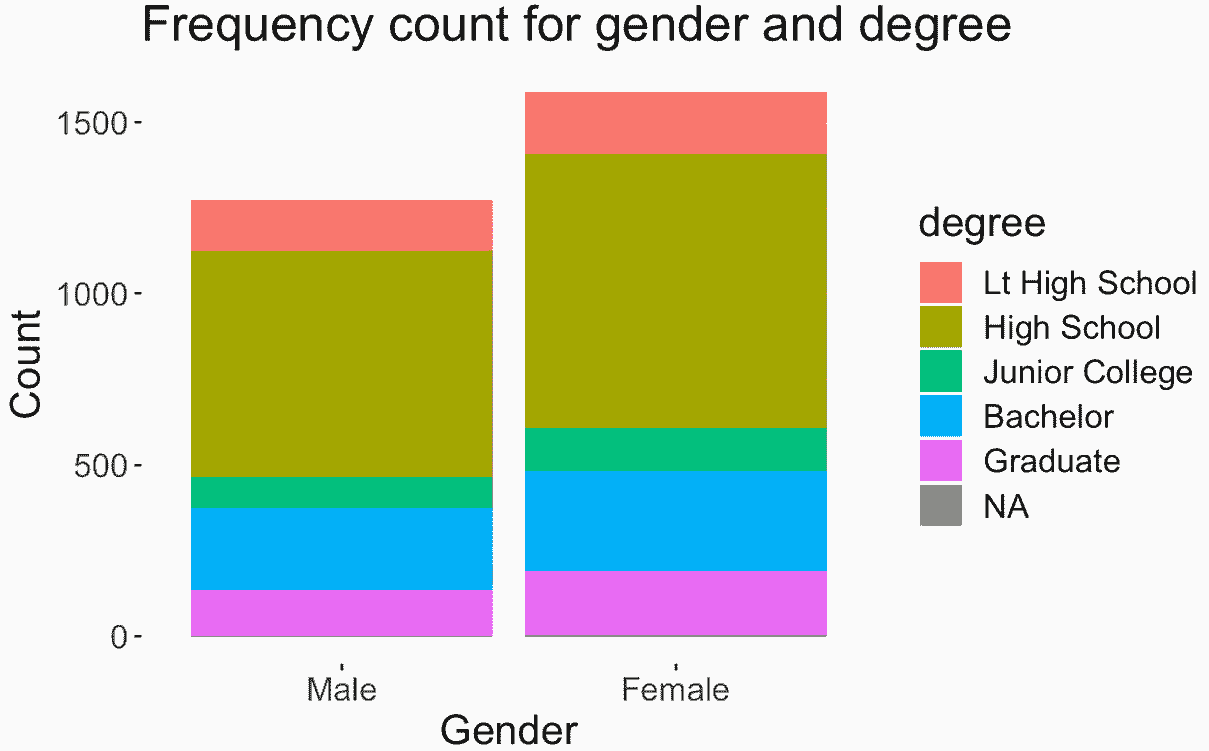 Frequency count for gender and degree
Count
1500
1000
500
0
Male
Female
Gender
degree
Lt High School
High School
Junior College
Bachelor
Graduate
NA